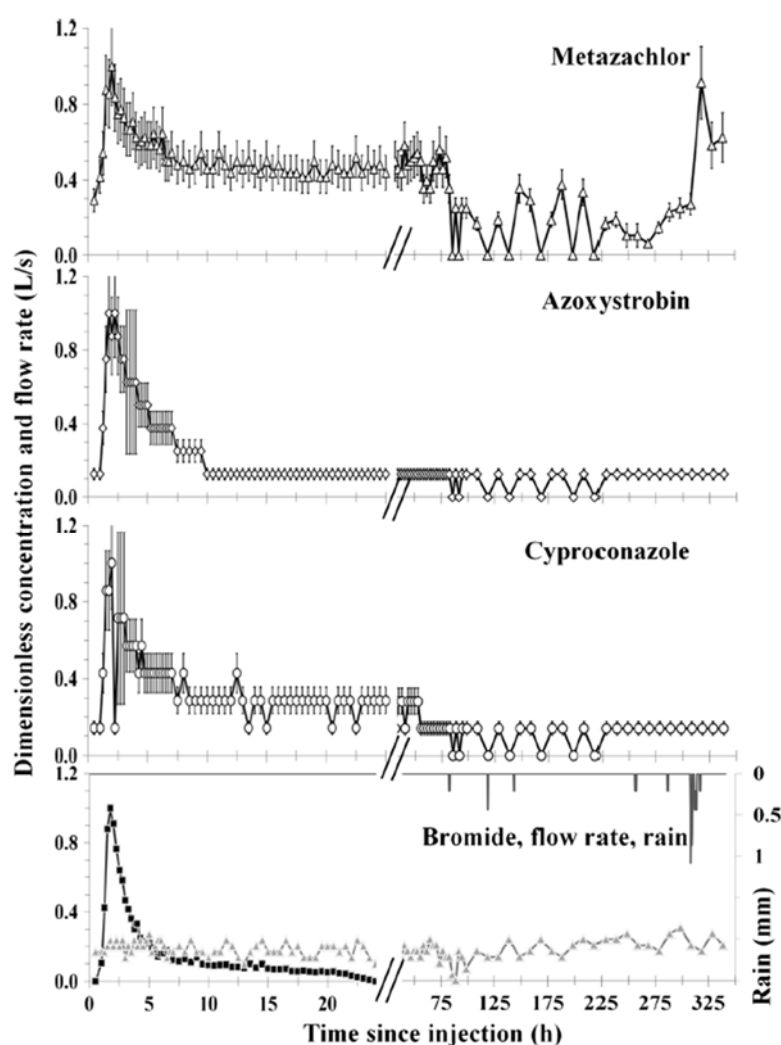 1.2
Metazachlor
0.8
0.4
0.0
1.2
Azoxystrobin
0.8
0.4
0.0
1.2
Cyproconazole
0.8
0.4
0.0
1.2
0
Bromide, flow rate, rain
0.5
0.8
1
0.4
0.0
0 5 10 15 20 75 125 175 225 275 325
Time since injection (h)
Dimensionless concentration and flow rate (L/s)
Rain (mm)